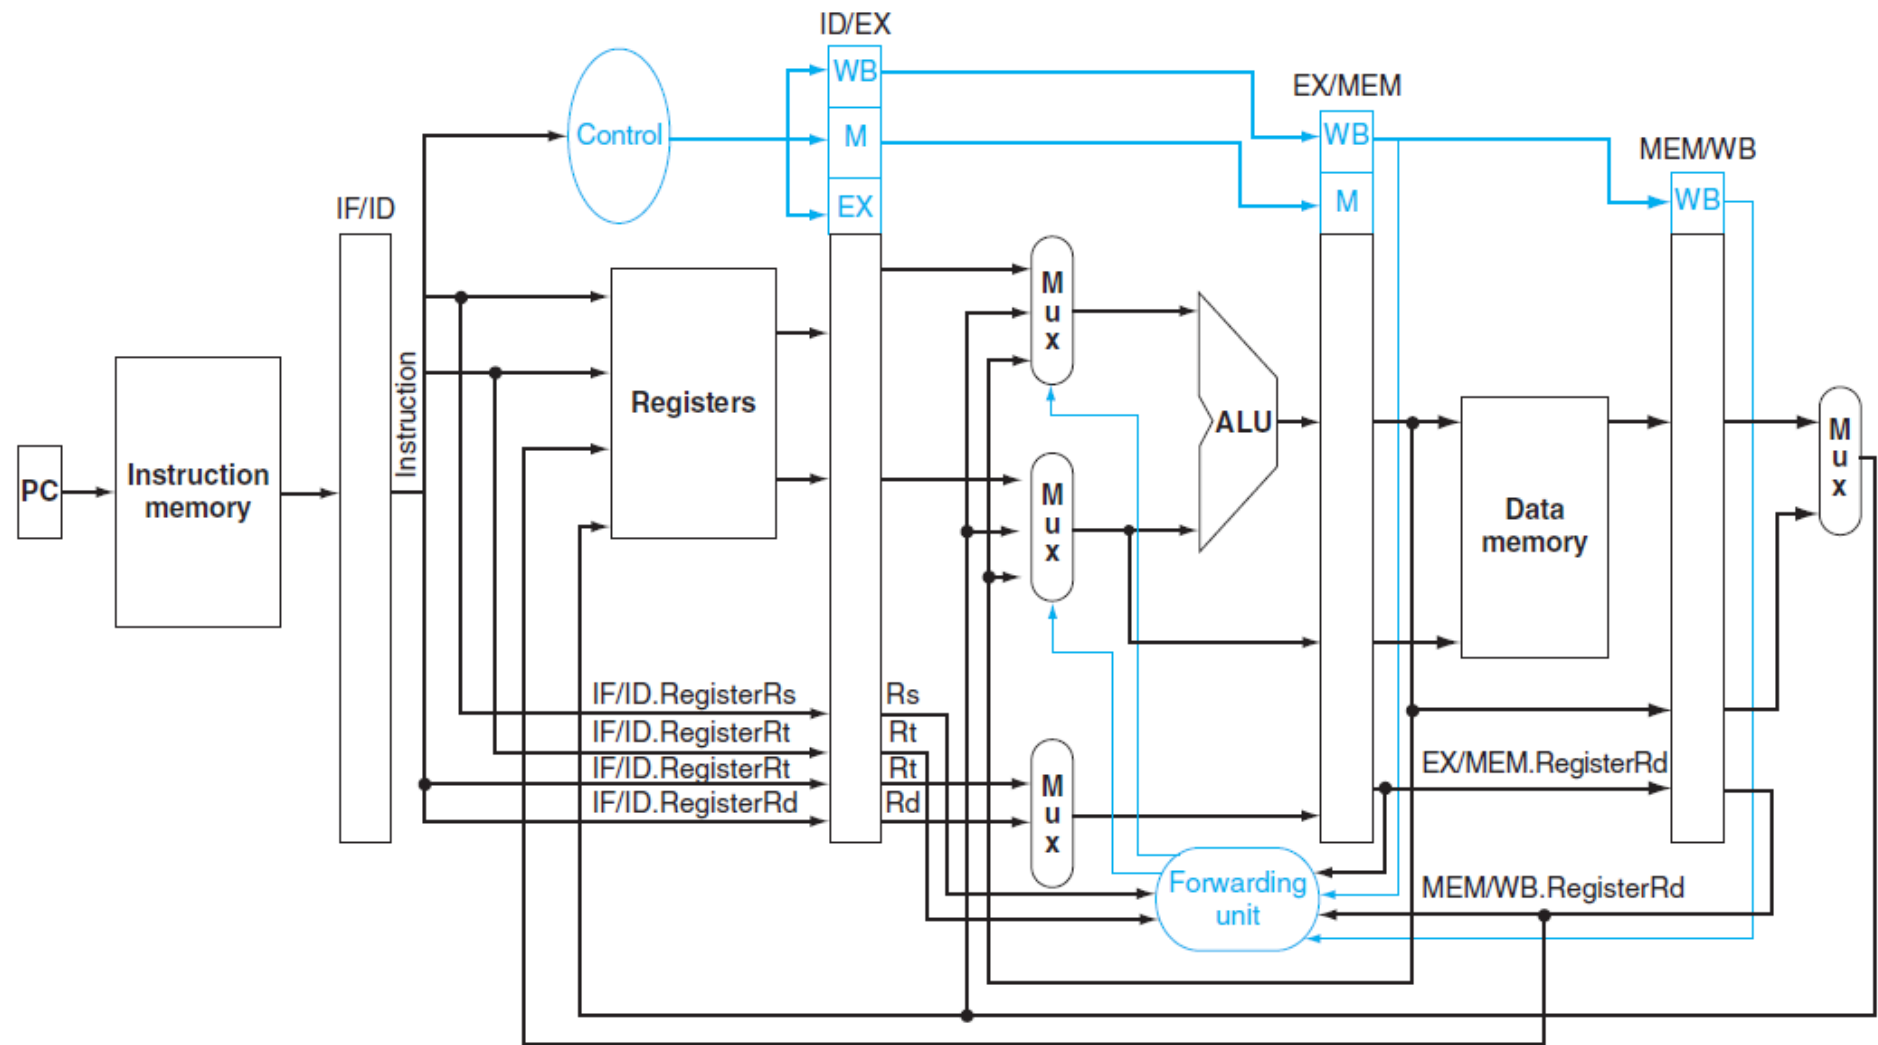 ID/EX
WB
EX/MEM
Control
M
WB
MEM/WB
IF/ID
EX
M
WB
M
u
x
Instruction
Registers
ALU
M
u
x
PC
Instruction
memory
M
u
x
Data
memory
IF/ID.RegisterRs
Rs
IF/ID.RegisterRt
Rt
IF/ID.RegisterRt
Rt
IF/ID.RegisterRd
Rd
M
u
x
EX/MEM.RegisterRd
Forwarding
unit
MEM/WB.RegisterRd